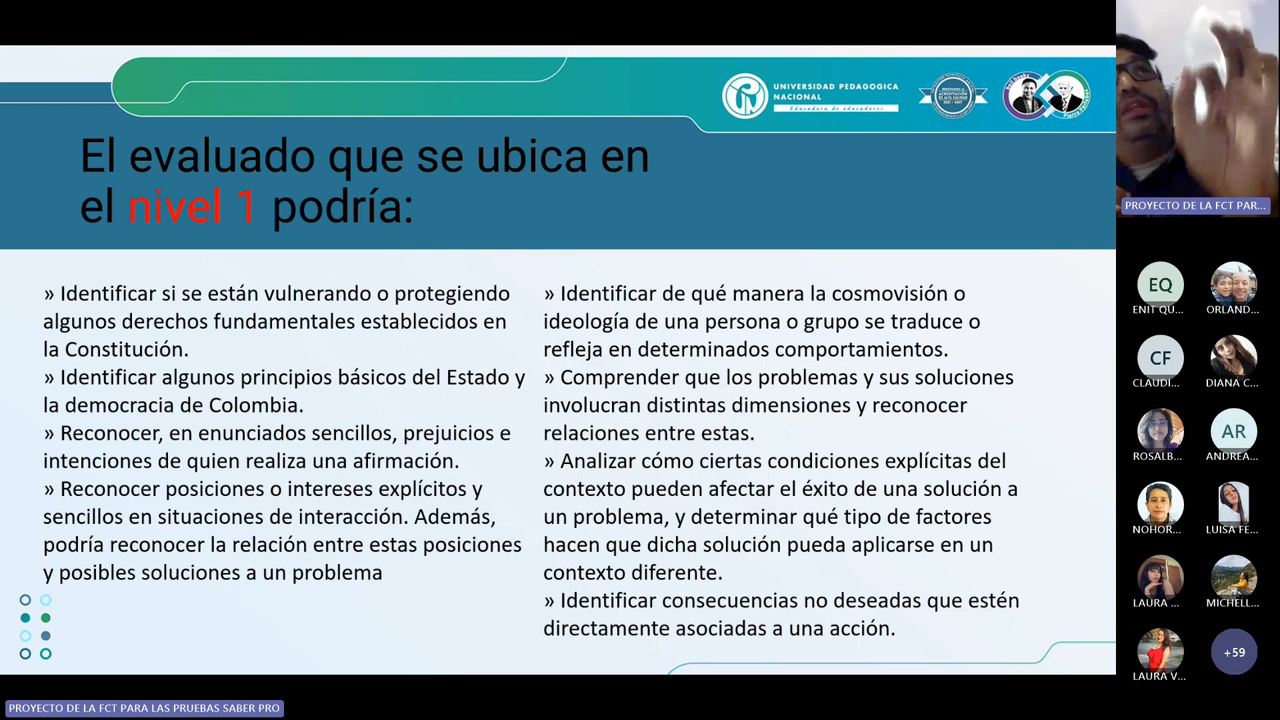 UNIVERSIDAD PEDAGOGICA
NACIONAL
Educadora de educadores
El evaluado que se ubica en
el nivel 1 podría:
» Identificar si se están vulnerando o protegiendo
algunos derechos fundamentales establecidos en
la Constitución.
» Identificar algunos principios básicos del Estado y
la democracia de Colombia.
» Reconocer, en enunciados sencillos, prejuicios e
intenciones de quien realiza una afirmación.
» Reconocer posiciones o intereses explícitos y
sencillos en situaciones de interacción. Además,
podría reconocer la relación entre estas posiciones
y posibles soluciones a un problema
» Identificar de qué manera la cosmovisión o
ideología de una persona o grupo se traduce o
refleja en determinados comportamientos.
» Comprender que los problemas y sus soluciones
involucran distintas dimensiones y reconocer
relaciones entre estas.
» Analizar cómo ciertas condiciones explícitas del
contexto pueden afectar el éxito de una solución a
un problema, y determinar qué tipo de factores
hacen que dicha solución pueda aplicarse en un
contexto diferente.
» Identificar consecuencias no deseadas que estén
directamente asociadas a una acción.
PROYECTO DE LA FCT PAR...
EQ
ENIT QU...
ORLAND...
CF
CLAUDI...
DIANA C...
ROSALB...
AR
ANDREA...
NOHOR...
LUISA FE...
LAURA ...
MICHELL...
LAURA V...
+59
PROYECTO DE LA FCT PARA LAS PRUEBAS SABER PRO